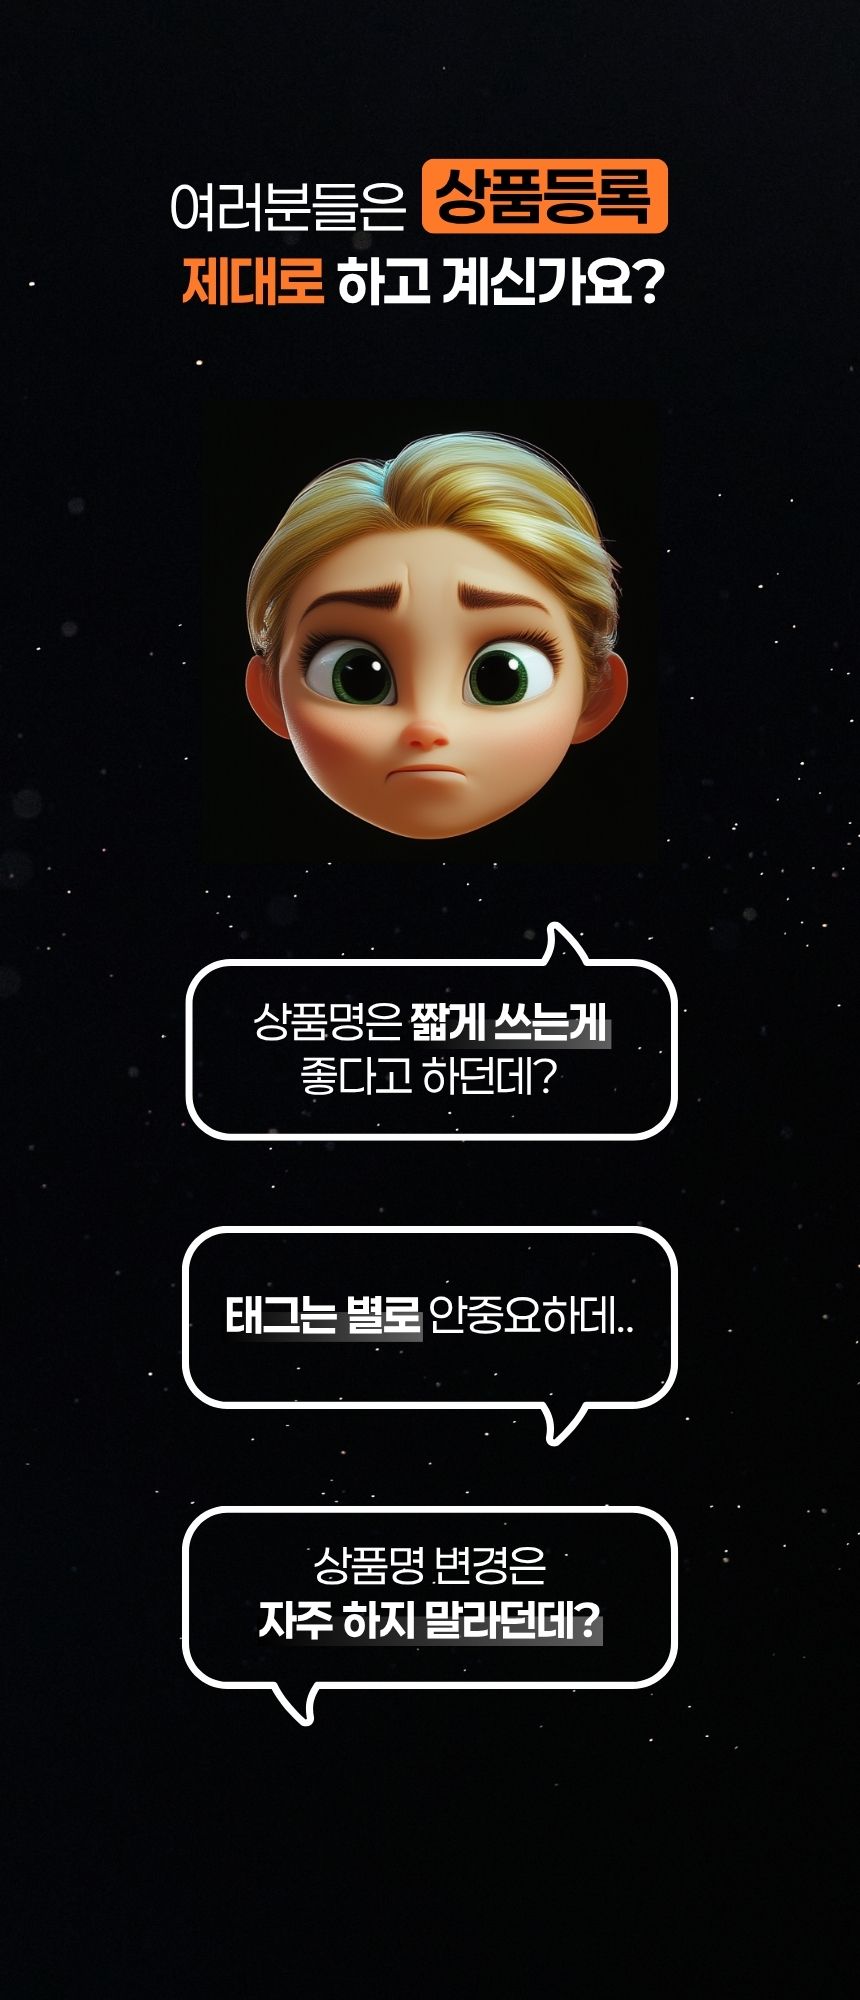 여러분들은 상품등록
제대로 하고 계신가요?
상품명은 짧게 쓰는게
좋다고 하던데?
태그는 별로 안중요하데..
상품명 변경은
자주 하지 말라던데?